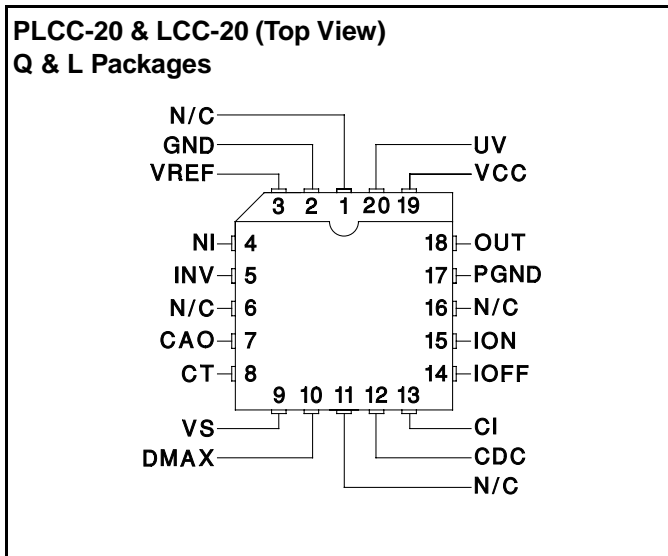 PLCC-20 & LCC-20 (Top View)
Q & L Packages
N/C
GND
VREF
UV
VCC
3 2 1 20 19
NI 4
18 OUT
INV 5
17 PGND
N/C 6
16 N/C
CAO 7
15 ION
CT 8
14 IOFF
9 10 11 12 13
VS
DMAX
CI
CDC
N/C